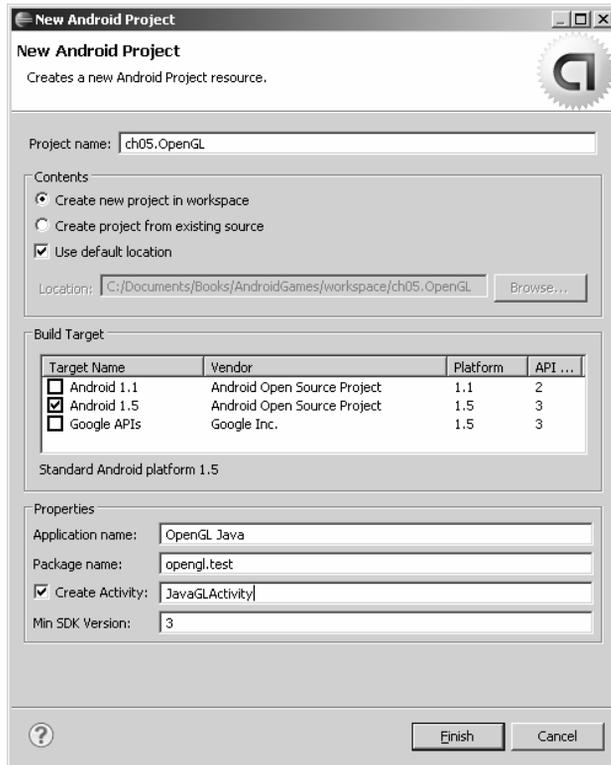 New Android Project
New Android Project
Creates a new Android Project resource.
Project name: ch05.OpenGL
Contents
Create new project in workspace
Create project from existing source
Use default location
Location: C:/Documents/Books/AndroidGames/workspace/ch05.OpenGL Browse...
Build Target
Target Name Vendor Platform API ...
Android 1.1 Android Open Source Project 1.1 2
Android 1.5 Android Open Source Project 1.5 3
Google APIs Google Inc. 1.5 3
Standard Android platform 1.5
Properties
Application name: OpenGL Java
Package name: opengl.test
Create Activity: JavaGLActivity
Min SDK Version: 3
? Finish Cancel